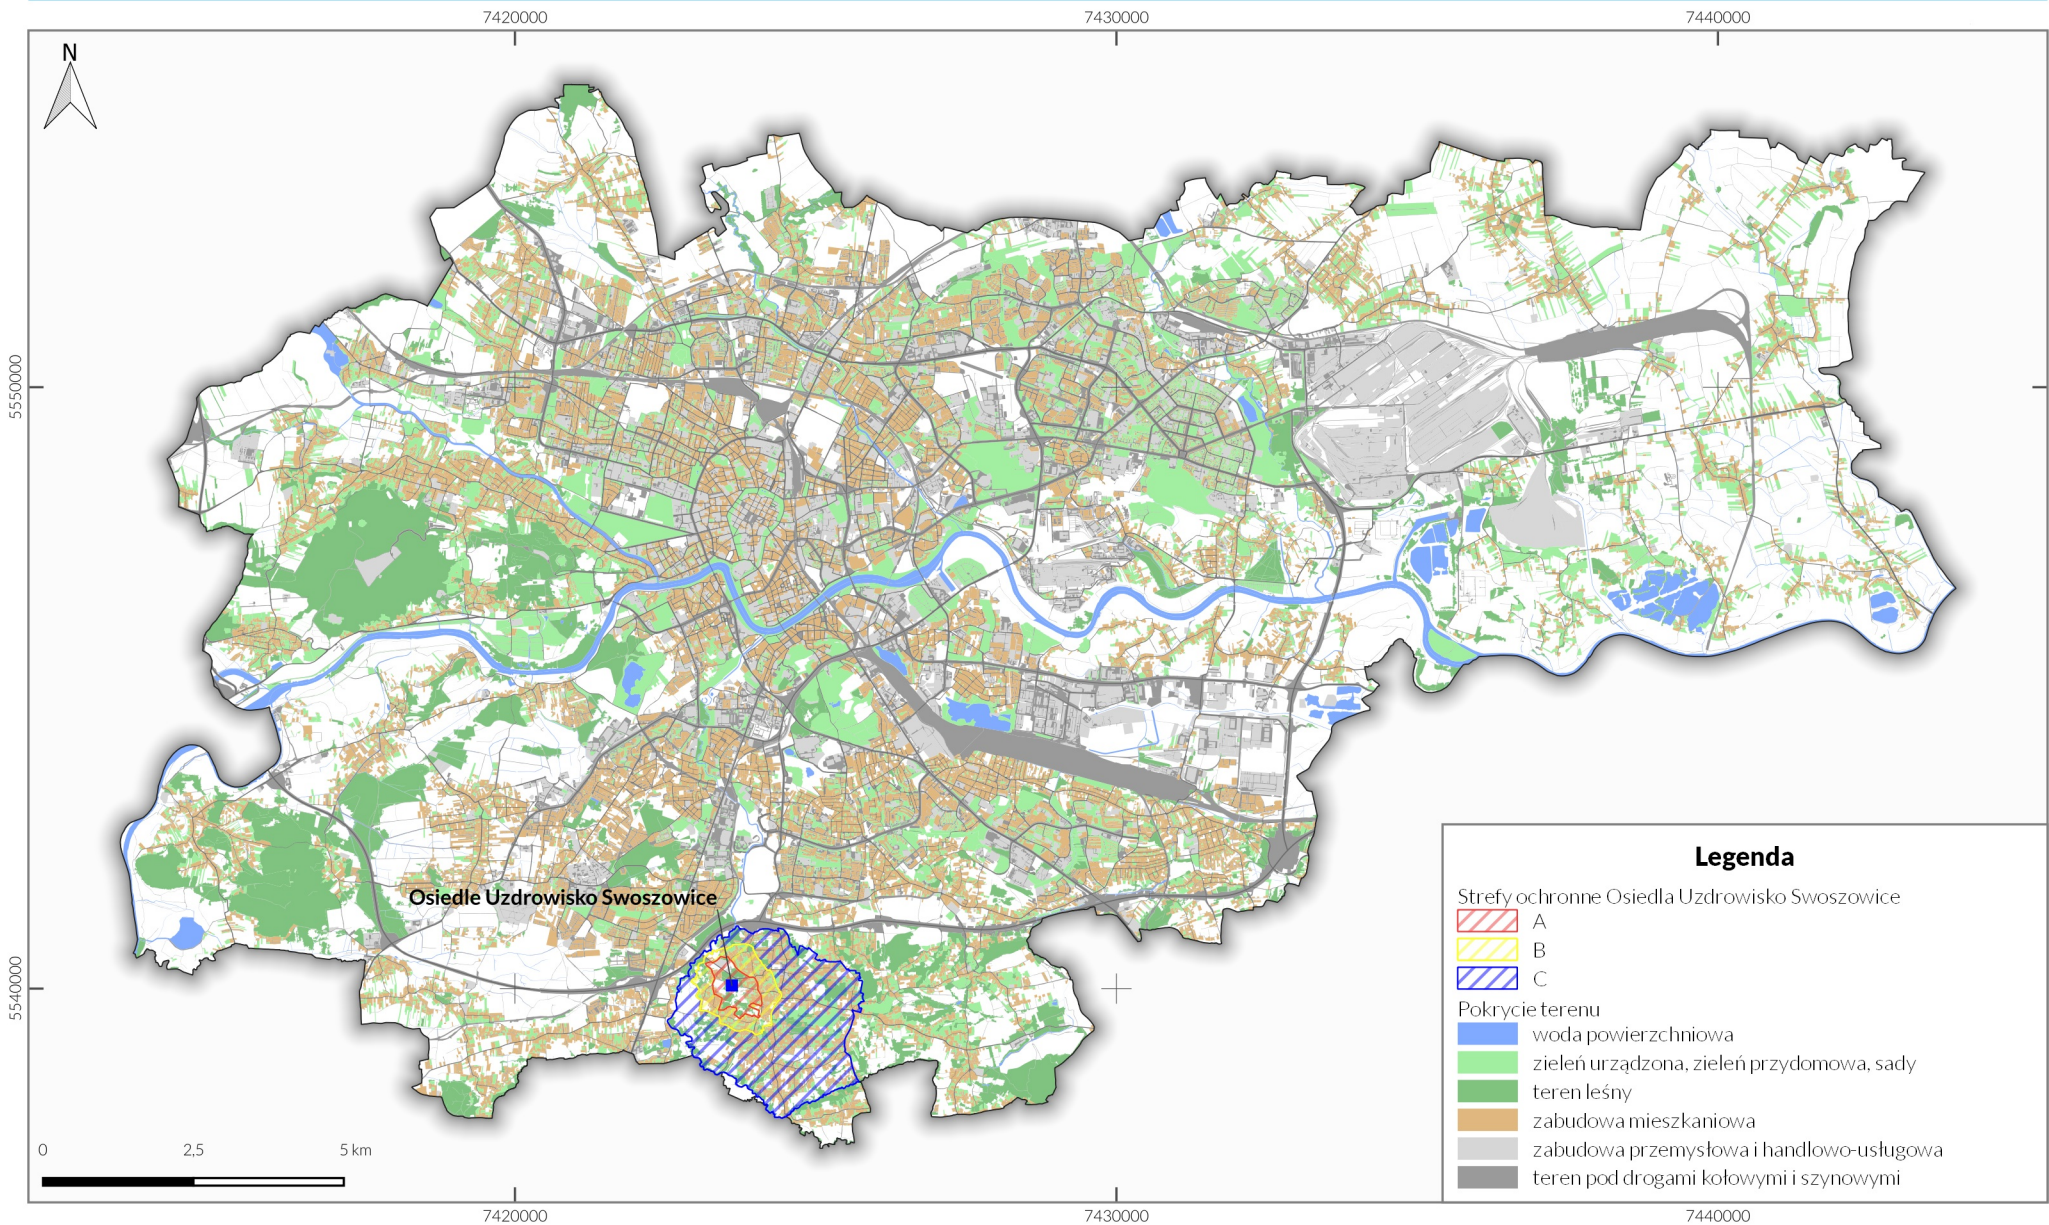 7420000 7430000 7440000
N
5550000
Osiedle Uzdrowisko Swoszowice
5540000
0 2,5 5 km
Legenda
Strefy ochronne Osiedla Uzdrowisko Swoszowice
A
B
C
Pokrycie terenu
woda powierzchniowa
zieleń urządzona, zieleń przydomowa, sady
teren leśny
zabudowa mieszkaniowa
zabudowa przemysłowa i handlowo-usługowa
teren pod drogami kołowymi i szynowymi
7420000 7430000 7440000